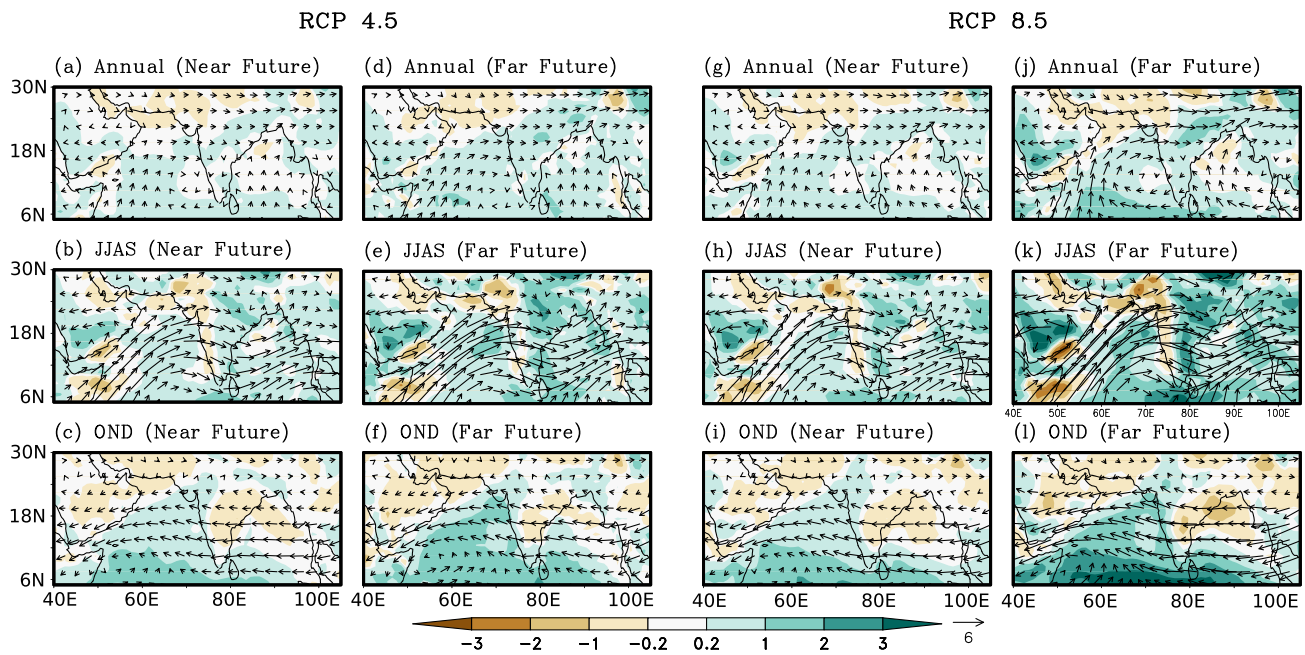 RCP 4.5 RCP 8.5
(a) Annual (Near Future) (d) Annual (Far Future) (g) Annual (Near Future) (j) Annual (Far Future)
30N
18N
6N
(b) JJAS (Near Future) (e) JJAS (Far Future) (h) JJAS (Near Future) (k) JJAS (Far Future)
30N
18N
6N
40E 50E 60E 70E 80E 90E 100E
(c) OND (Near Future) (f) OND (Far Future) (i) OND (Near Future) (l) OND (Far Future)
30N
18N
6N
40E 60E 80E 100E 40E 60E 80E 100E 40E 60E 80E 100E 40E 60E 80E 100E
-3 -2 -1 -0.2 0.2 1 2 3 6